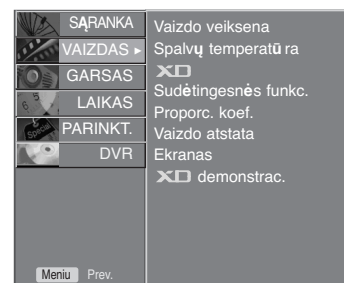 SĄRANKA
VAIZDAS ►
GARSAS
LAIKAS
PARINKT.
DVR
Vaizdo veiksena
Spalvų temperatūra
XD
Sudėtingesnės funkc.
Proporc. koef.
Vaizdo atstata
Ekranas
XD demonstrac.
Meniu Prev.